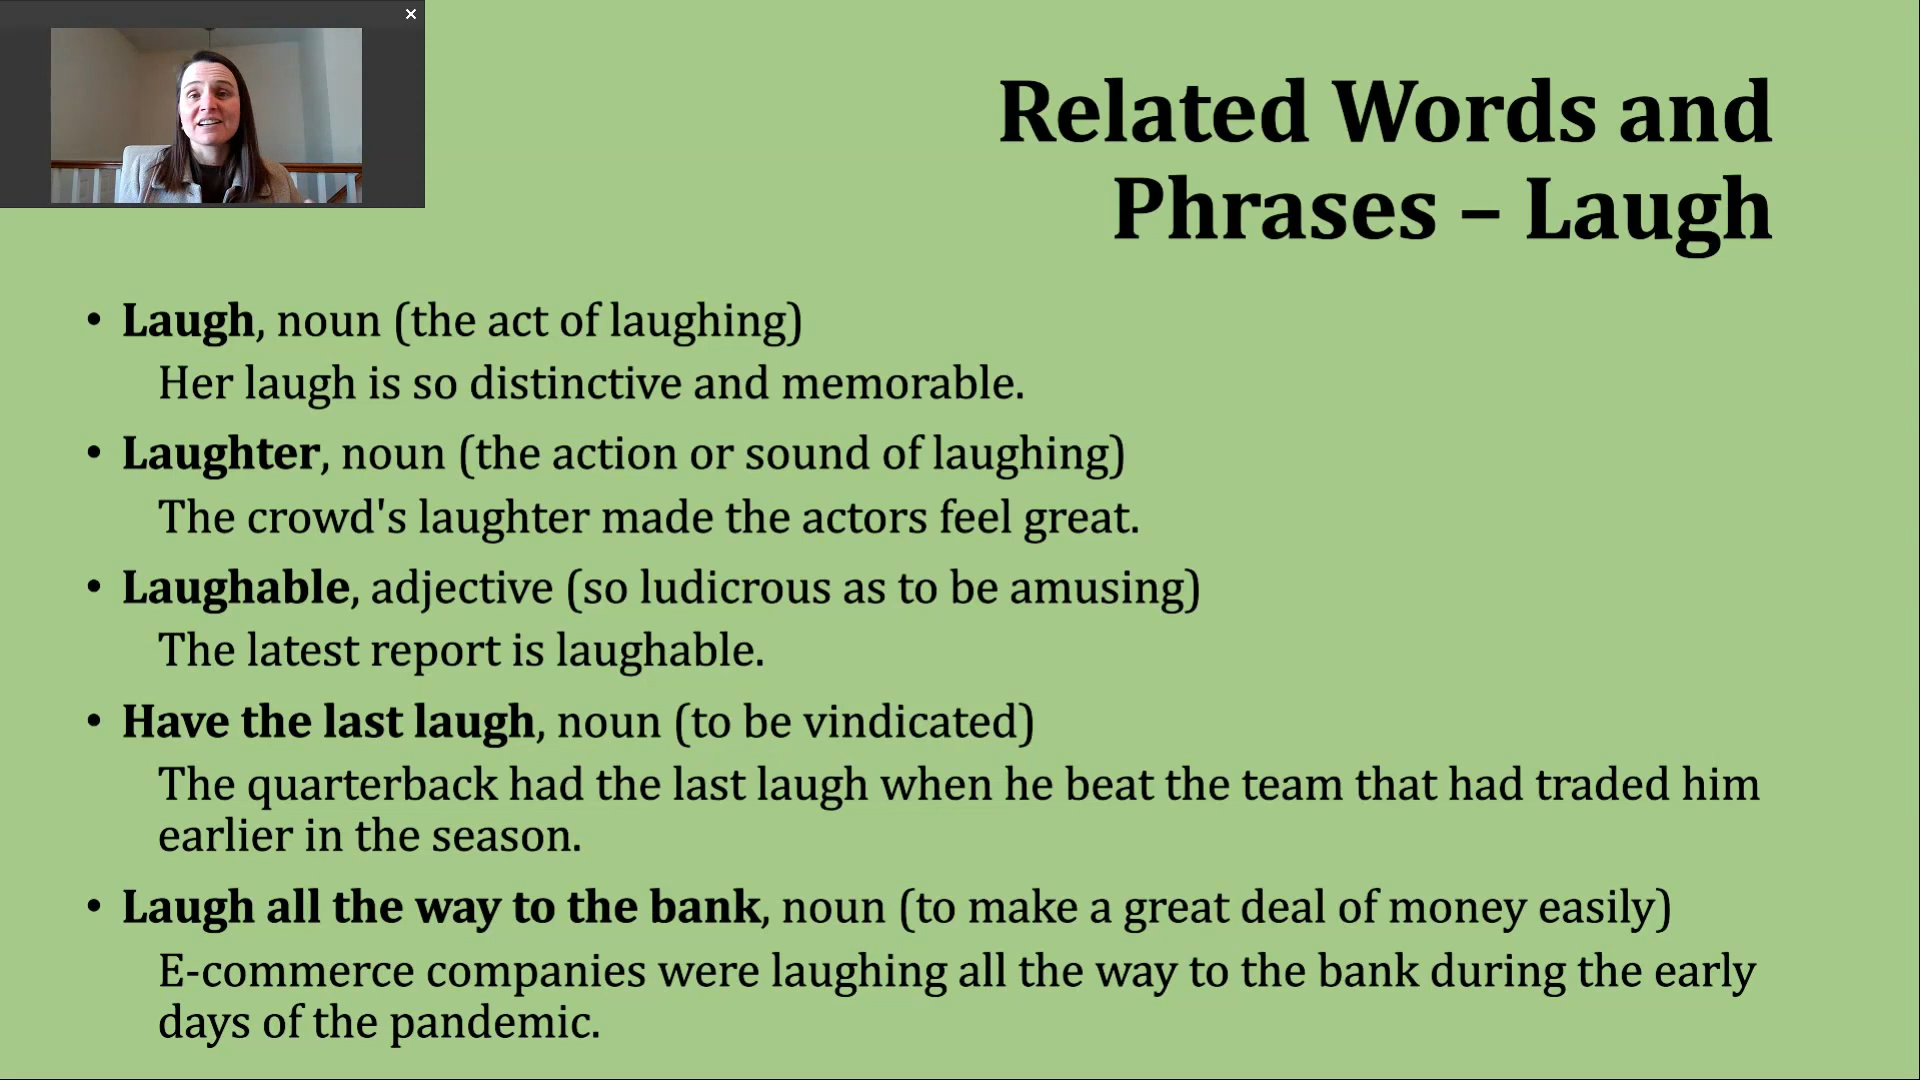 Related Words and
Phrases – Laugh
• Laugh, noun (the act of laughing)
Her laugh is so distinctive and memorable.
• Laughter, noun (the action or sound of laughing)
The crowd's laughter made the actors feel great.
• Laughable, adjective (so ludicrous as to be amusing)
The latest report is laughable.
• Have the last laugh, noun (to be vindicated)
The quarterback had the last laugh when he beat the team that had traded him
earlier in the season.
• Laugh all the way to the bank, noun (to make a great deal of money easily)
E-commerce companies were laughing all the way to the bank during the early
days of the pandemic.